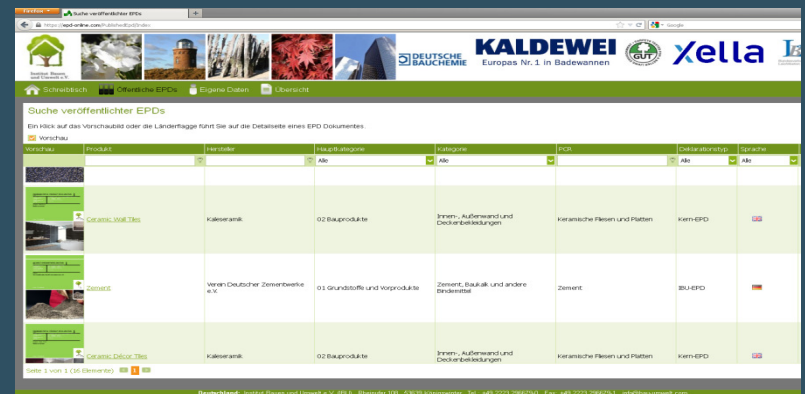 Firefox
Suche veröffentlichter EPDs
+
https://epd-online.com/PublishedEpd/Index
Google
Institut Bauen
und Umwelt e.V.
DEUTSCHE
BAUCHEMIE
KALDEWEI
Europas Nr. 1 in Badewannen
GUT
xella
Schreibtisch
Öffentliche EPDs
Eigene Daten
Übersicht
Suche veröffentlichter EPDs
Ein Klick auf das Vorschaubild oder die Länderflagge führt Sie auf die Detailseite eines EPD Dokumentes.
Vorschau
Vorschau Produkt Hersteller Hauptkategorie Kategorie PCR Deklarationstyp Sprache
Alle Alle Alle Alle
Ceramic Wall Tiles Kaleseramik 02 Bauprodukte Innen-, Außenwand und Keramische Fliesen und Platten Kern-EPD
Deckenbekleidungen
Zement Verein Deutscher Zementwerke 01 Grundstoffe und Vorprodukte Zement, Baukalk und andere Zement IBU-EPD
e.V. Bindemittel
Ceramic Décor Tiles Kaleseramik 02 Bauprodukte Innen-, Außenwand und Keramische Fliesen und Platten Kern-EPD
Deckenbekleidungen
Seite 1 von 1 (16 Elemente) 1